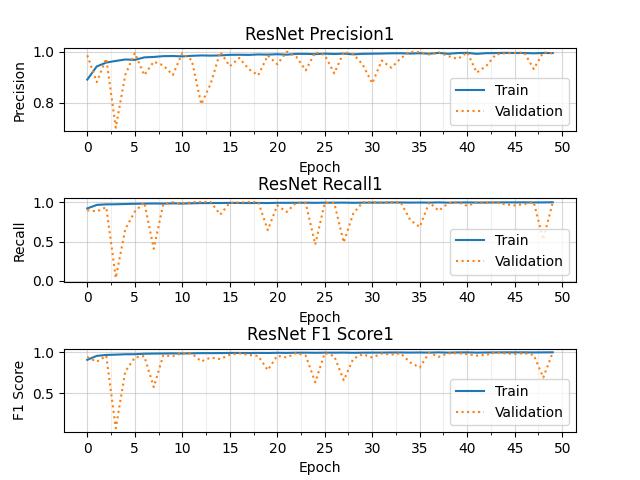 ResNet Precision1
1.0
0.8
Precision
Train
Validation
0 5 10 15 20 25 30 35 40 45 50
Epoch
ResNet Recall1
1.0
0.5
0.0
Recall
Train
Validation
0 5 10 15 20 25 30 35 40 45 50
Epoch
ResNet F1 Score1
1.0
0.5
F1 Score
Train
Validation
0 5 10 15 20 25 30 35 40 45 50
Epoch